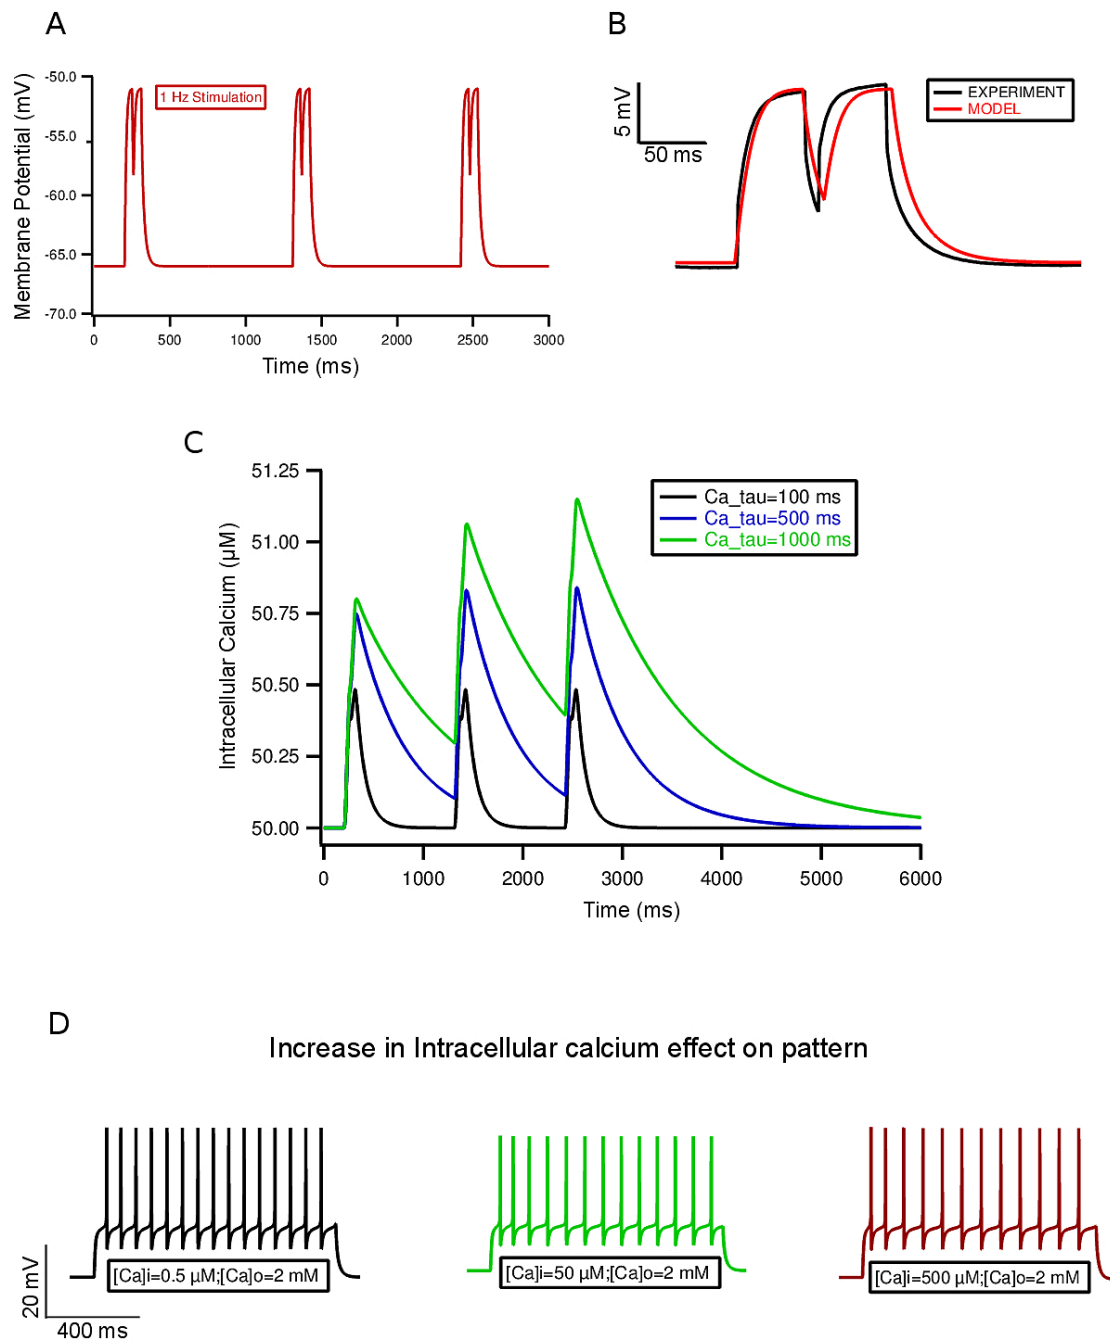 A
B
-50.0
-55.0
-60.0
-65.0
-70.0
Membrane Potential (mV)
1 Hz Stimulation
0
500
1000
1500
2000
2500
3000
Time (ms)
5 mV
50 ms
EXPERIMENT
MODEL
C
51.25
51.00
50.75
50.50
50.25
50.00
Intracellular Calcium (µM)
Ca_tau=100 ms
Ca_tau=500 ms
Ca_tau=1000 ms
0
1000
2000
3000
4000
5000
6000
Time (ms)
D
Increase in Intracellular calcium effect on pattern
[Ca]i=0.5 µM;[Ca]o=2 mM
[Ca]i=50 µM;[Ca]o=2 mM
[Ca]i=500 µM;[Ca]o=2 mM
20 mV
400 ms